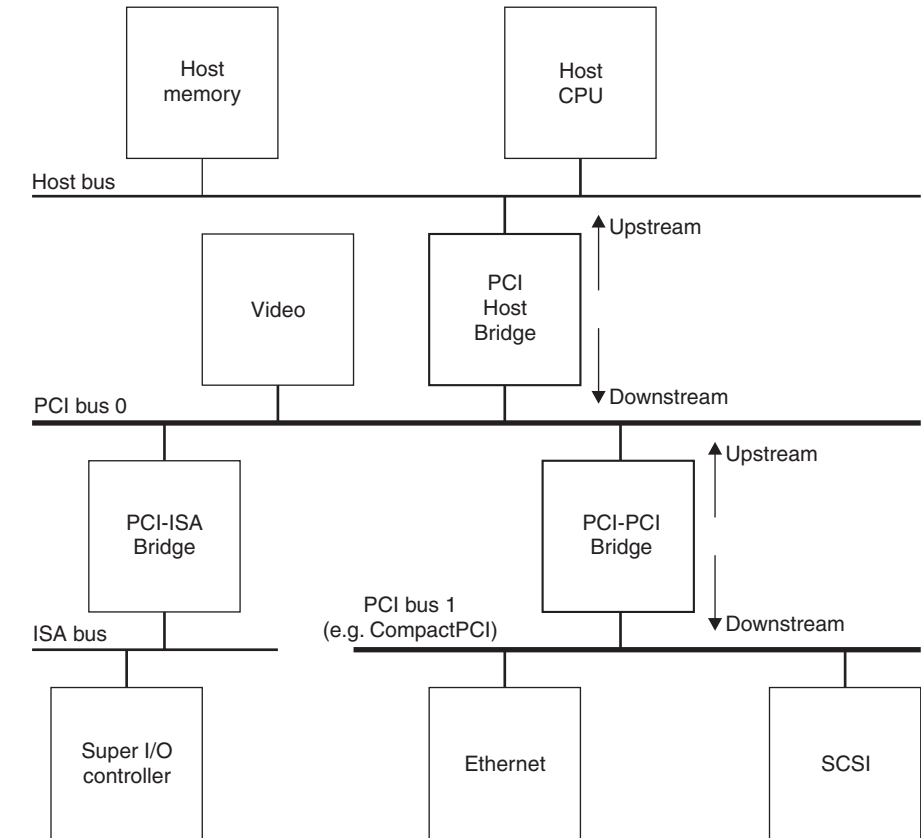 Host
memory
Host
CPU
Host bus
Upstream
Video
PCI
Host
Bridge
Downstream
PCI bus 0
Upstream
PCI-ISA
Bridge
PCI-PCI
Bridge
PCI bus 1
(e.g. CompactPCI)
Downstream
ISA bus
Super I/O
controller
Ethernet
SCSI